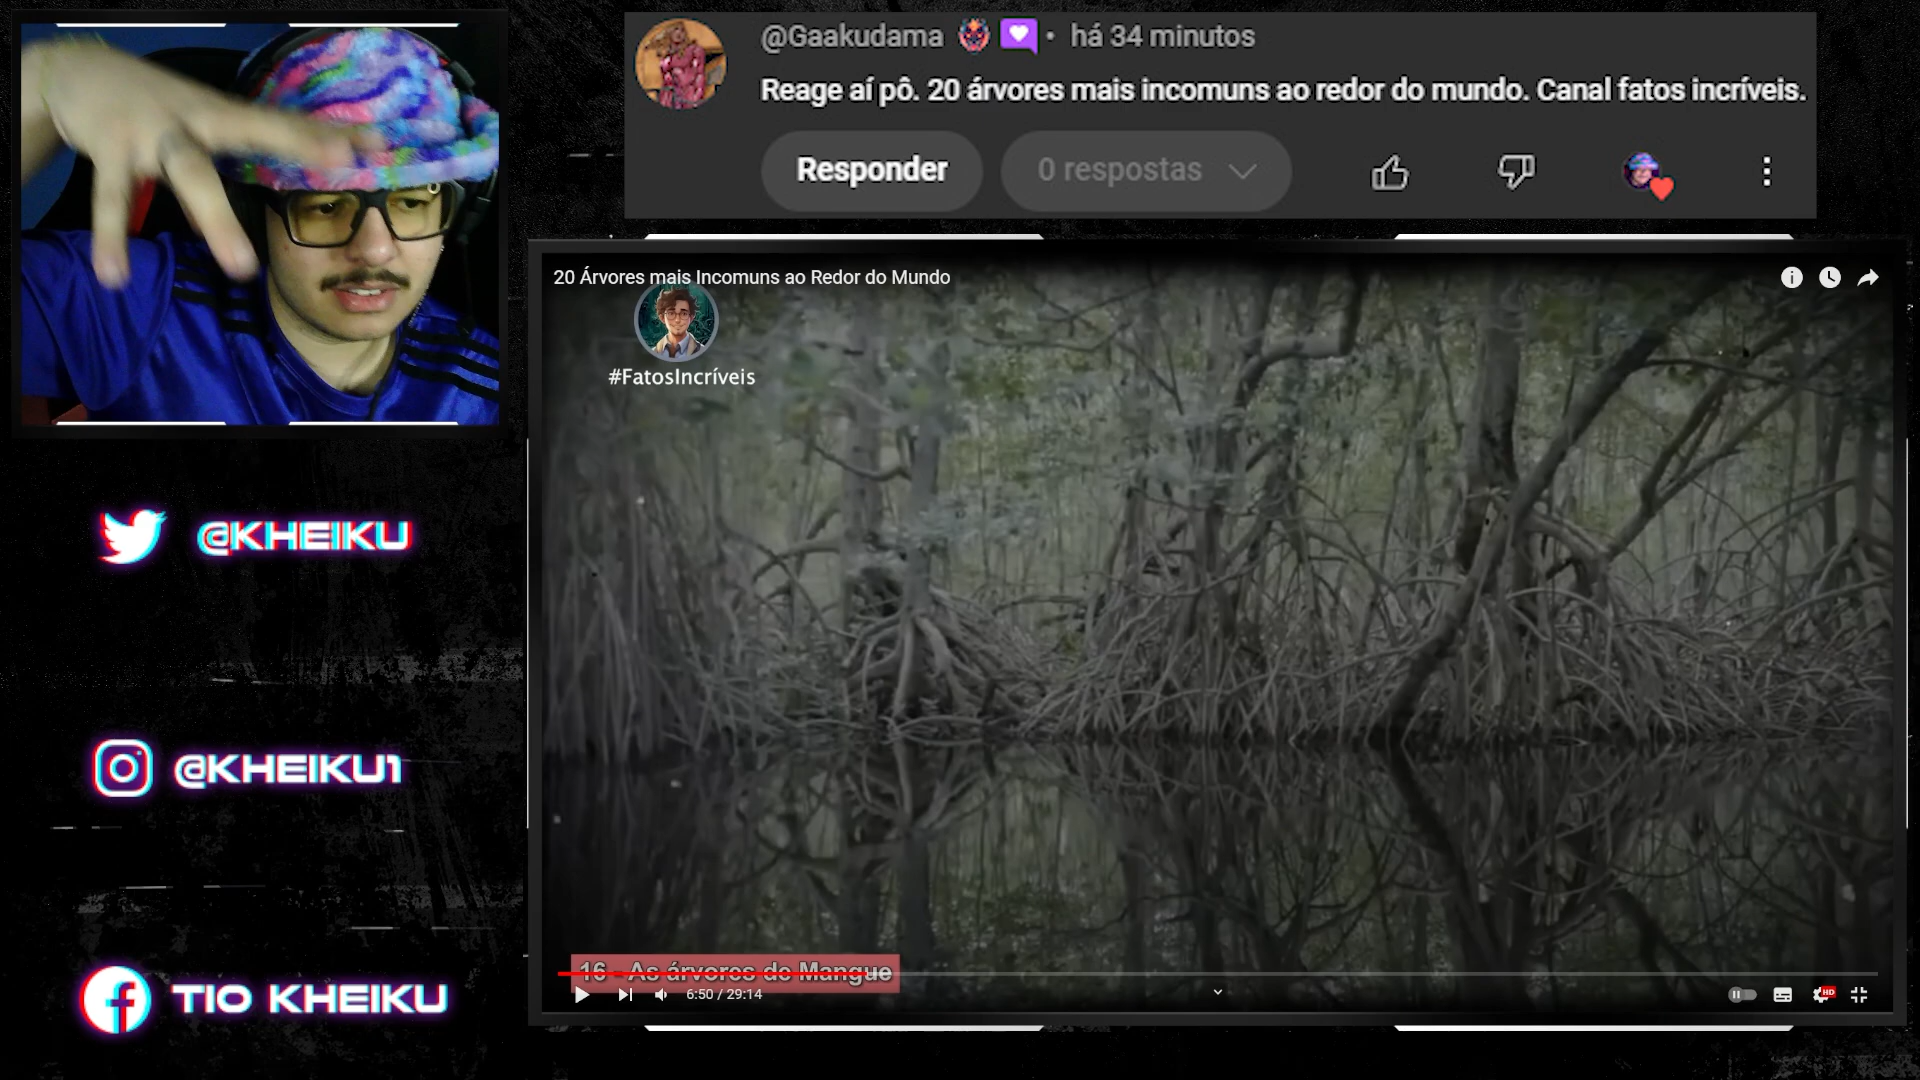 @Gaakudama • há 34 minutos
Reage aí pô. 20 árvores mais incomuns ao redor do mundo. Canal fatos incríveis.
Responder
0 respostas
20 Árvores mais Incomuns ao Redor do Mundo
#FatosIncríveis
@KHEIKU
@KHEIKU1
TIO KHEIKU
16 - As árvores de Mangue
6:50 / 29:14
HD